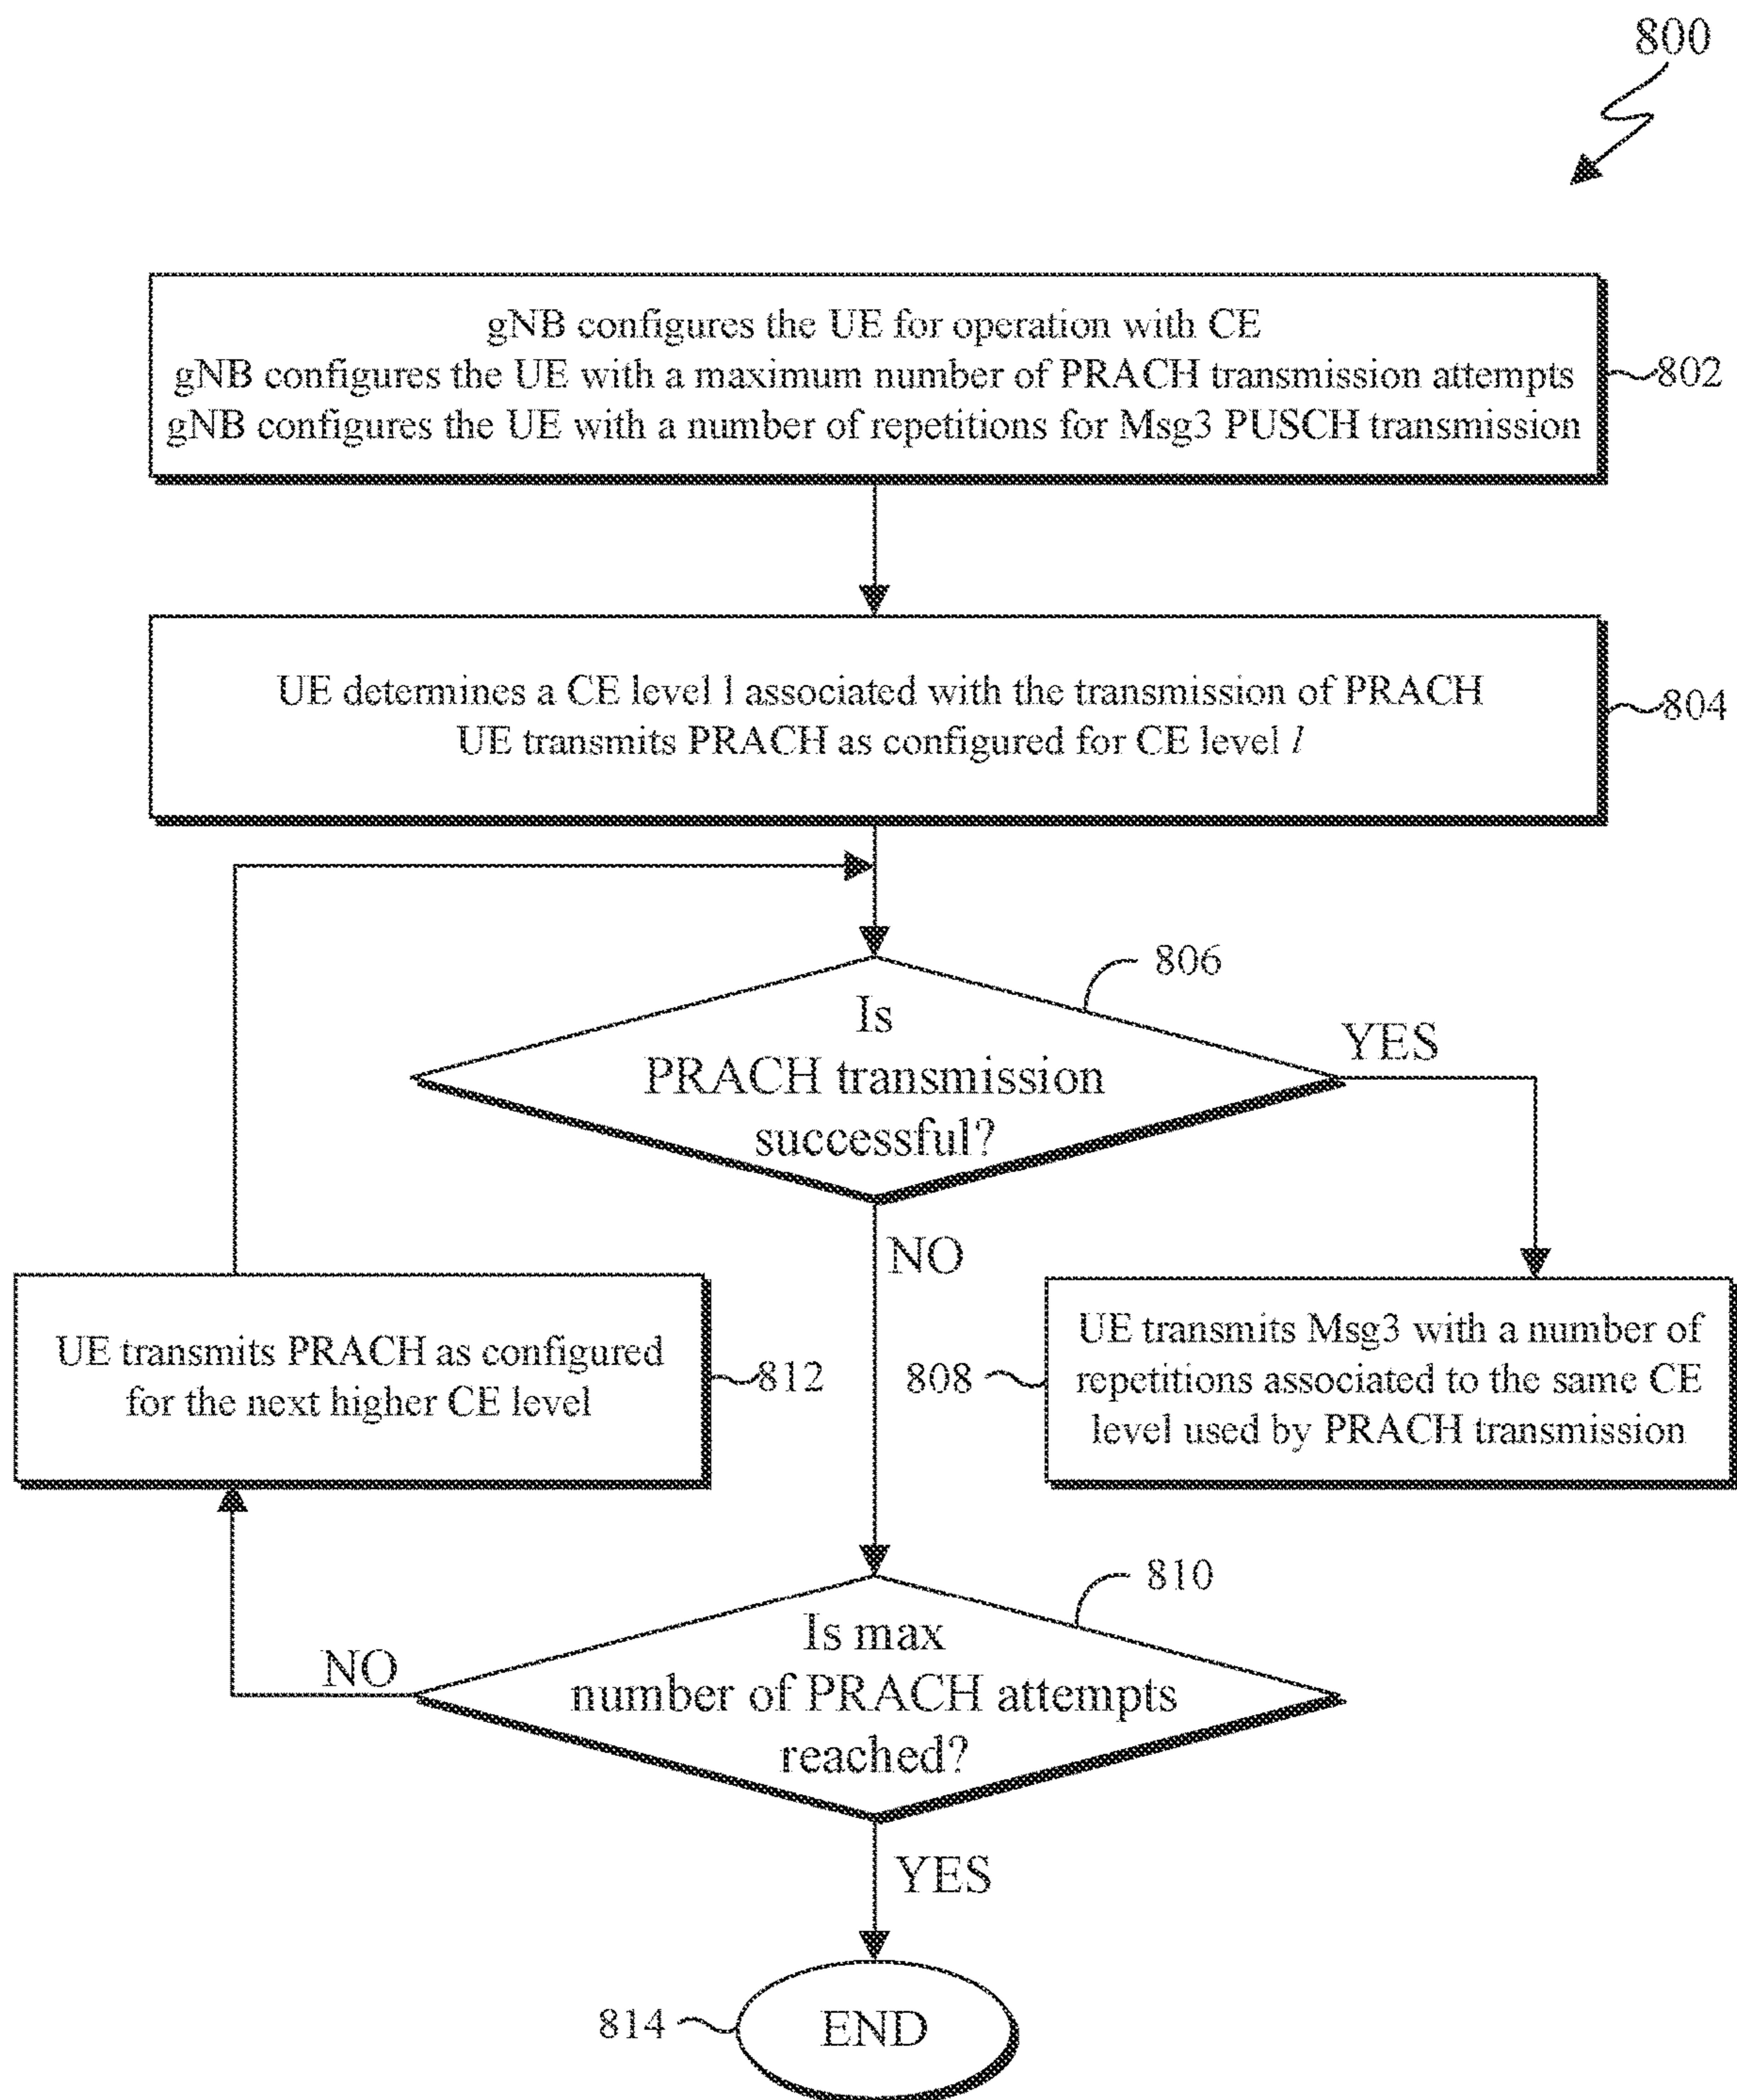 800
gNB configures the UE for operation with CE
gNB configures the UE with a maximum number of PRACH transmission attempts
gNB configures the UE with a number of repetitions for Msg3 PUSCH transmission
802
UE determines a CE level l associated with the transmission of PRACH
UE transmits PRACH as configured for CE level l
804
806
Is
PRACH transmission
successful?
YES
NO
UE transmits PRACH as configured
for the next higher CE level
812
808
UE transmits Msg3 with a number of
repetitions associated to the same CE
level used by PRACH transmission
810
Is max
number of PRACH attempts
reached?
NO
YES
814
END